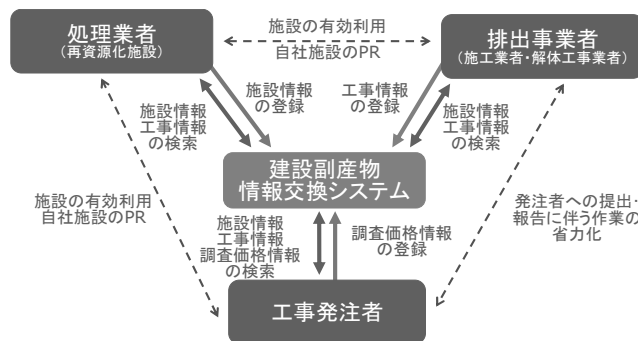 処理業者
（再資源化施設）
施設の有効利用
自社施設のPR
排出事業者
（施工業者・解体工事業者）
施設情報
工事情報
の検索
施設情報
の登録
工事情報
の登録
施設情報
工事情報
の検索
建設副産物
情報交換システム
施設の有効利用
自社施設のPR
施設情報
工事情報
調査価格情報
の検索
調査価格情報
の登録
発注者への提出・
報告に伴う作業の
省力化
工事発注者